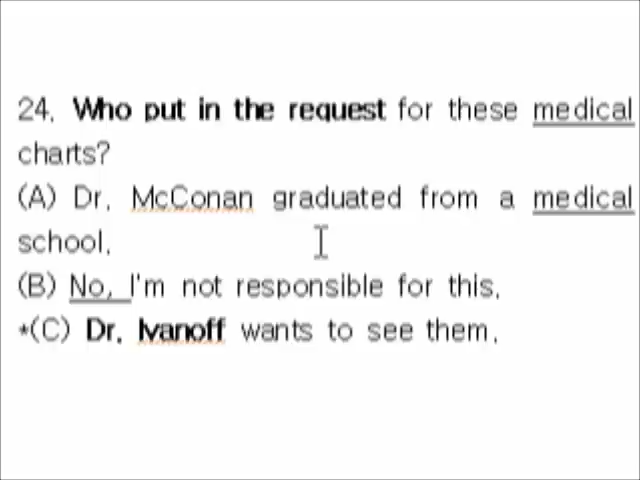 24. Who put in the request for these medical
charts?
(A) Dr. McConan graduated from a medical
school.
(B) No, I'm not responsible for this.
*(C) Dr. Ivanoff wants to see them.